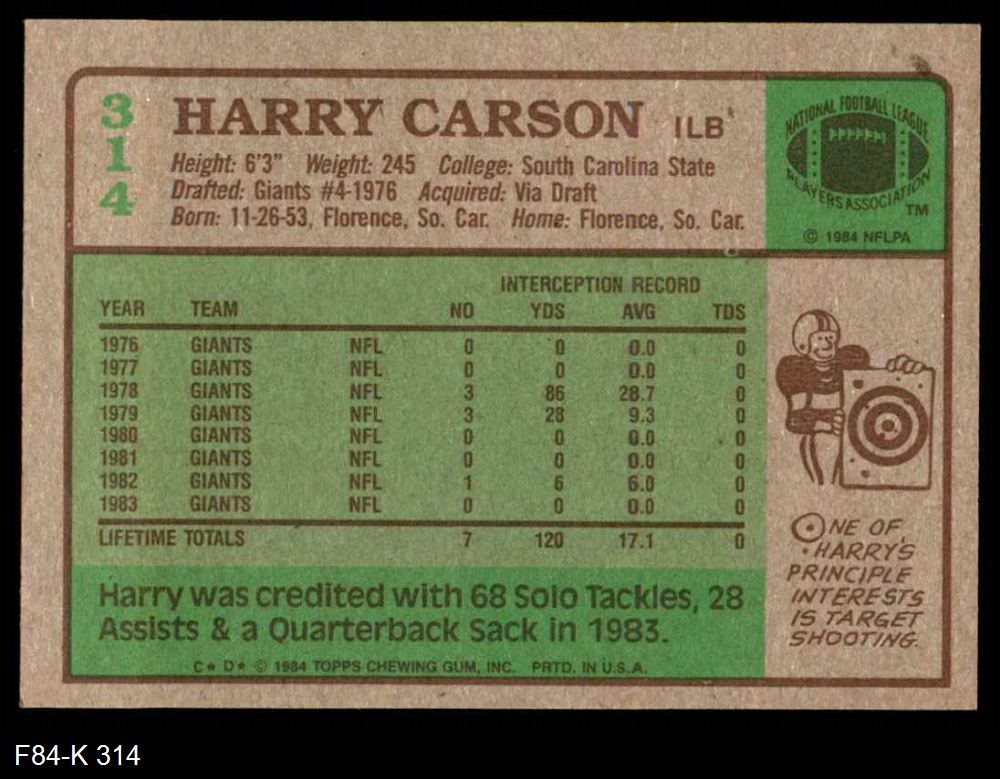 314
HARRY CARSON ILB
Height: 6'3" Weight: 245 College: South Carolina State
Drafted: Giants #4-1976 Acquired: Via Draft
Born: 11-26-53, Florence, So. Car. Home: Florence, So. Car.
NATIONAL FOOTBALL LEAGUE
PLAYERS ASSOCIATION
TM
© 1984 NFLPA
INTERCEPTION RECORD
YEAR TEAM NO YDS AVG TDS
1976 GIANTS NFL 0 0 0.0 0
1977 GIANTS NFL 0 0 0.0 0
1978 GIANTS NFL 3 86 28.7 0
1979 GIANTS NFL 3 28 9.3 0
1980 GIANTS NFL 0 0 0.0 0
1981 GIANTS NFL 0 0 0.0 0
1982 GIANTS NFL 1 6 6.0 0
1983 GIANTS NFL 0 0 0.0 0
LIFETIME TOTALS 7 120 17.1 0
Harry was credited with 68 Solo Tackles, 28
Assists & a Quarterback Sack in 1983.
C* D* © 1984 TOPPS CHEWING GUM, INC. PRTD. IN U.S.A.
ONE OF
HARRY'S
PRINCIPLE
INTERESTS
IS TARGET
SHOOTING.
F84-K 314